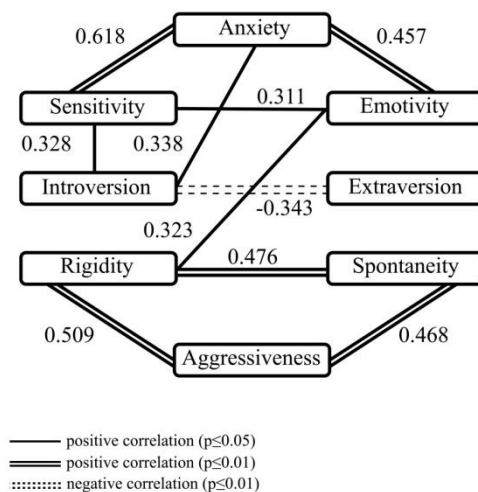 Anxiety
0.618
0.457
Sensitivity
0.311
Emotivity
0.328
0.338
Introversion
Extraversion
-0.343
0.323
Rigidity
0.476
Spontaneity
0.509
0.468
Aggressiveness
positive correlation (p≤0.05)
positive correlation (p≤0.01)
negative correlation (p≤0.01)